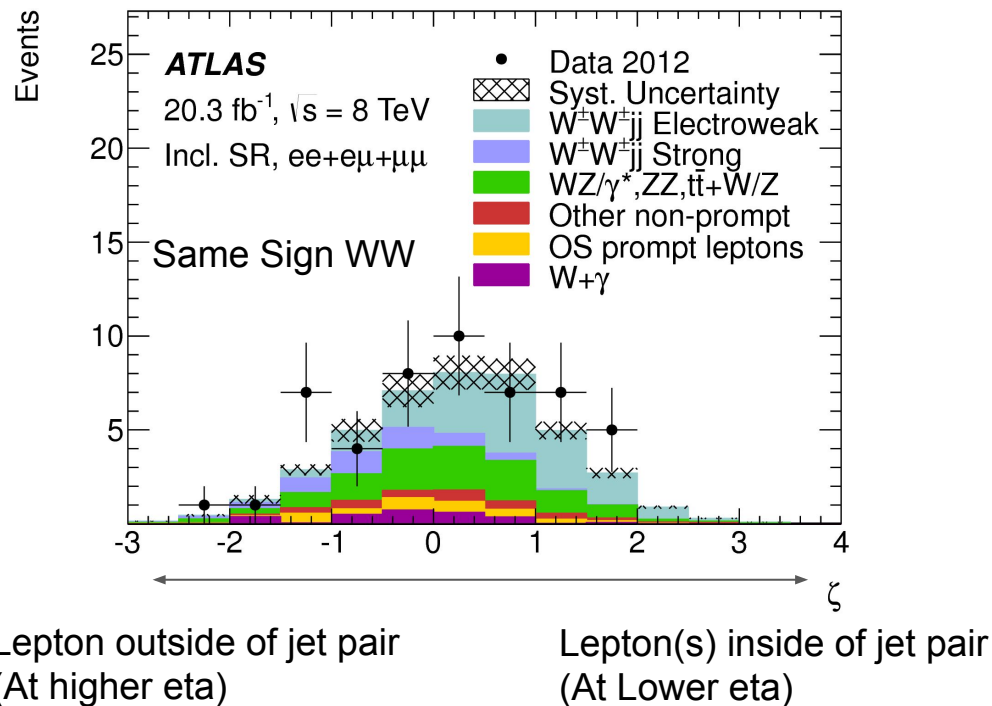 Events
25
20
15
10
5
ATLAS
20.3 fb⁻¹, √s = 8 TeV
Incl. SR, ee+eμ+μμ
Same Sign WW
Data 2012
Syst. Uncertainty
W±W±jj Electroweak
W±W±jj Strong
WZ/γ*,ZZ,tt̄+W/Z
Other non-prompt
OS prompt leptons
W+γ
-3 -2 -1 0 1 2 3 4
ζ
Lepton outside of jet pair
(At higher eta)
Lepton(s) inside of jet pair
(At Lower eta)